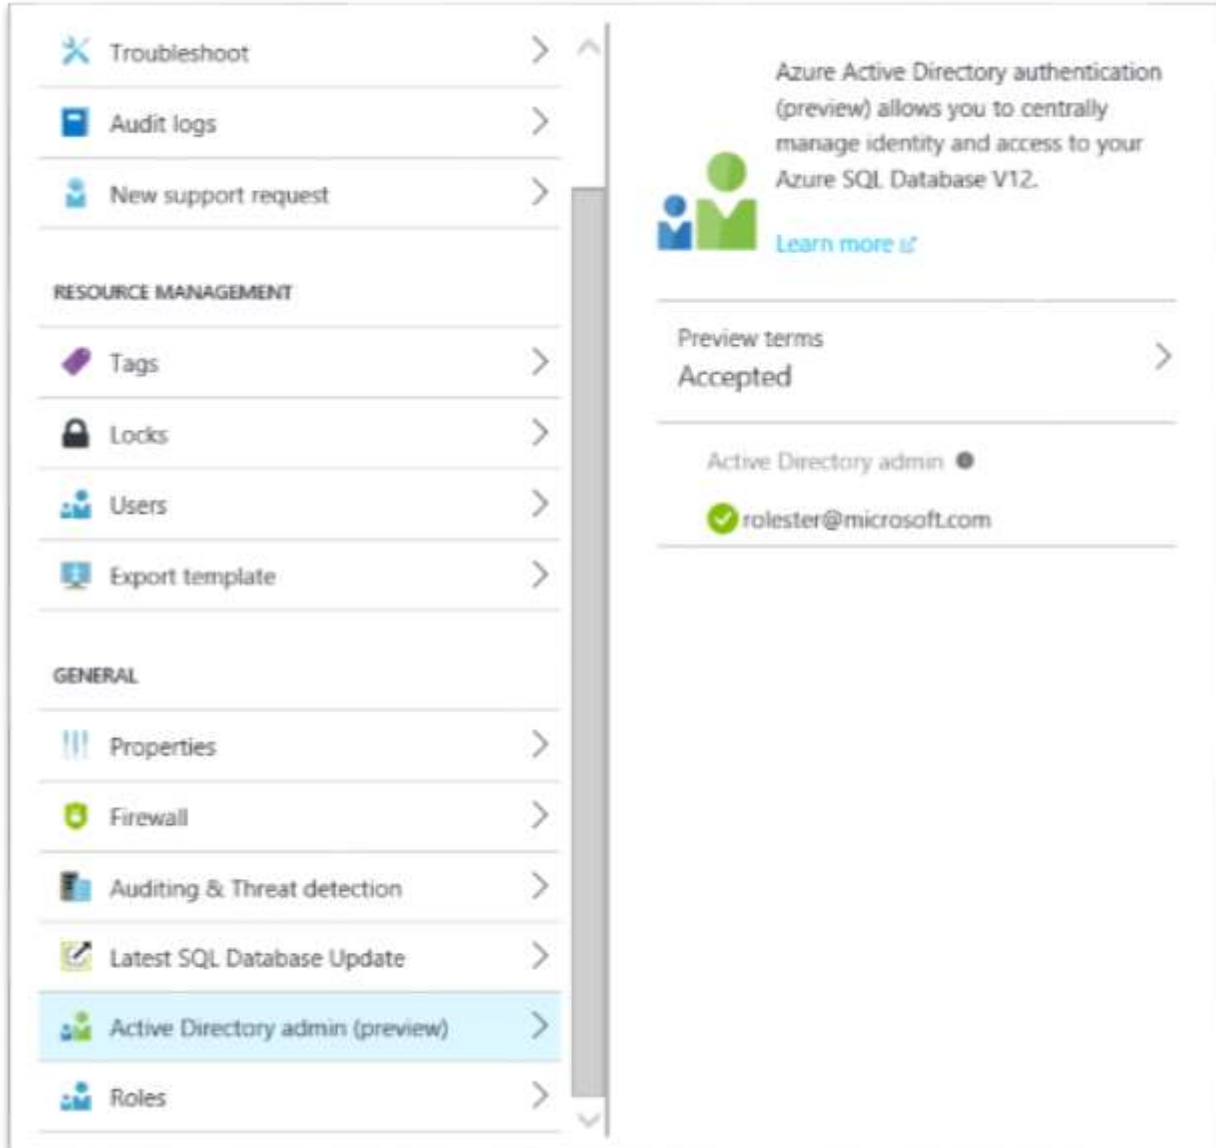 Troubleshoot
Audit logs
New support request
RESOURCE MANAGEMENT
Tags
Locks
Users
Export template
GENERAL
Properties
Firewall
Auditing & Threat detection
Latest SQL Database Update
Active Directory admin (preview)
Roles
Azure Active Directory authentication
(preview) allows you to centrally
manage identity and access to your
Azure SQL Database V12.
Learn more
Preview terms
Accepted
Active Directory admin
rolester@microsoft.com